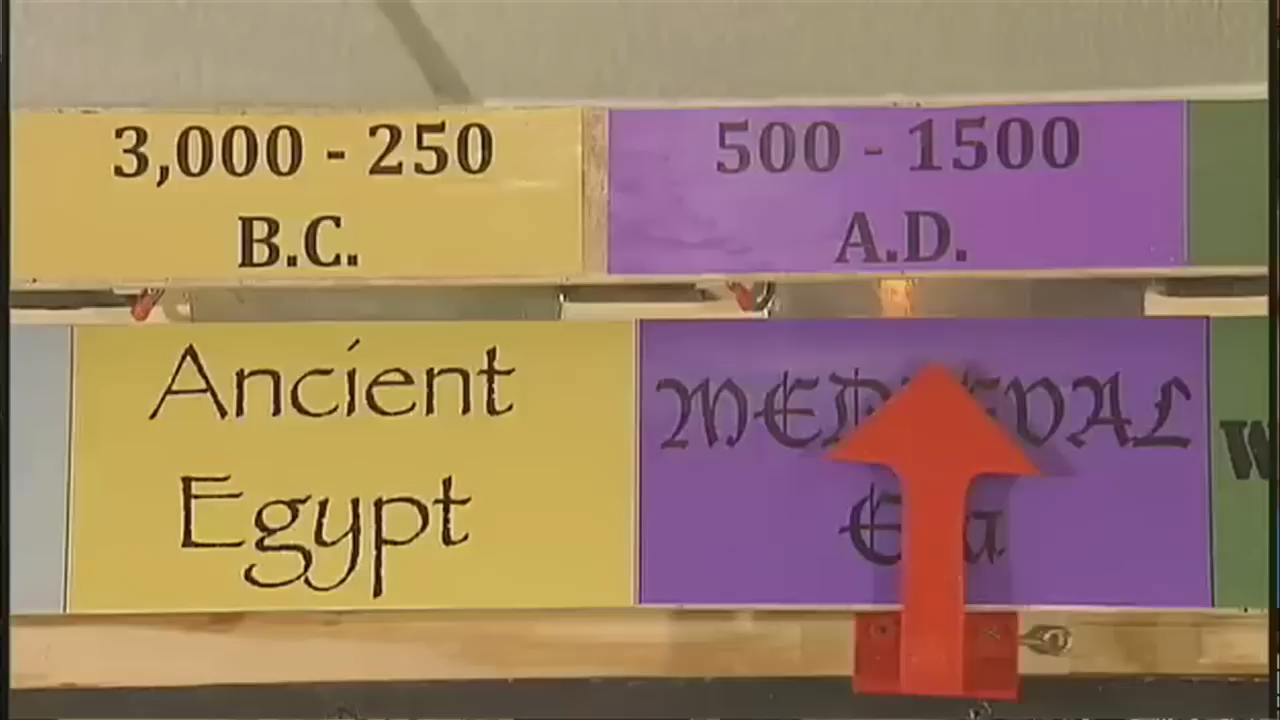 3,000 - 250
B.C.
500 - 1500
A.D.
Ancient
Egypt